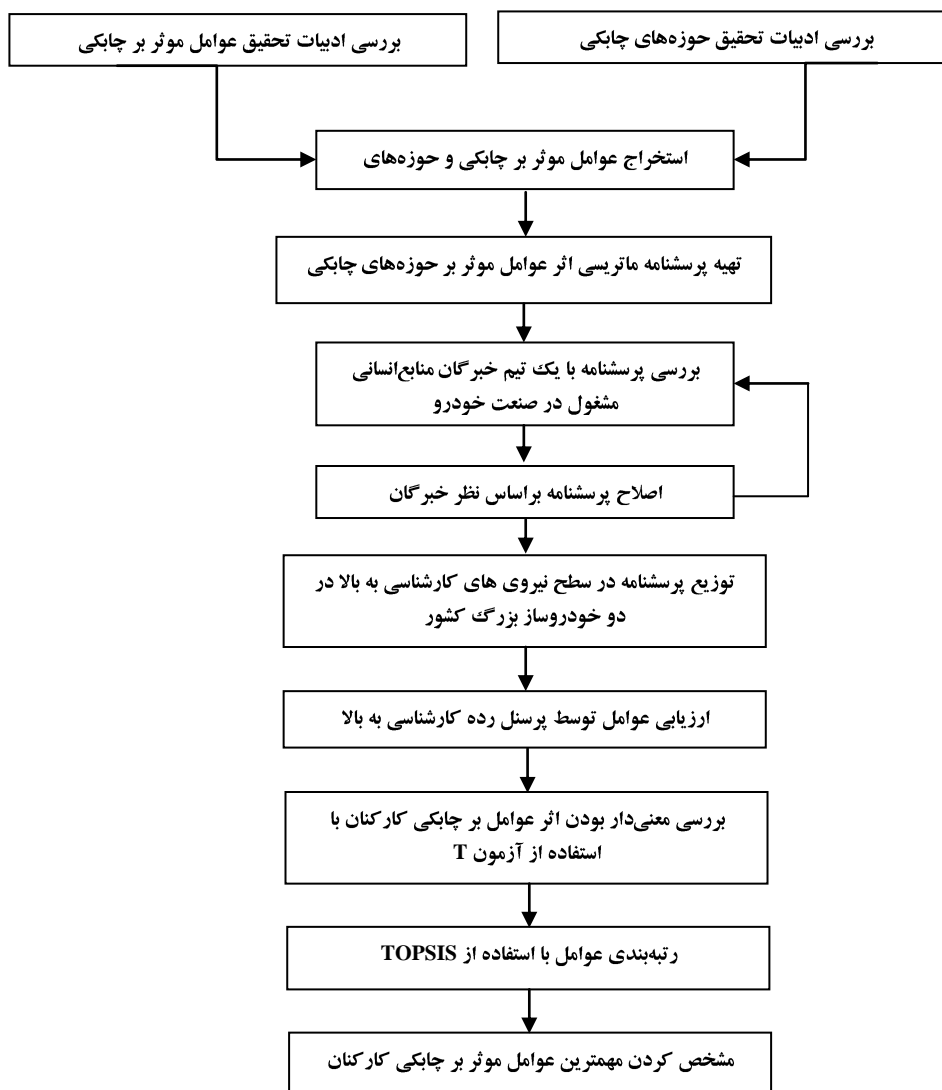 بررسی ادبیات تحقیق حوزه‌های چابکی
بررسی ادبیات تحقیق عوامل موثر بر چابکی
استخراج عوامل موثر بر چابکی و حوزه‌های
تهیه پرسشنامه ماتریسی اثر عوامل موثر بر حوزه‌های چابکی
بررسی پرسشنامه با یك تیم خبرگان منابع‌انسانی
مشغول در صنعت خودرو
اصلاح پرسشنامه براساس نظر خبرگان
توزیع پرسشنامه در سطح نیروی های کارشناسی به بالا در
دو خودروساز بزرگ کشور
ارزیابی عوامل توسط پرسنل رده کارشناسی به بالا
بررسی معنی‌دار بودن اثر عوامل بر چابکی کارکنان با
استفاده از آزمون T
رتبه‌بندی عوامل با استفاده از TOPSIS
مشخص کردن مهمترین عوامل موثر بر چابکی کارکنان